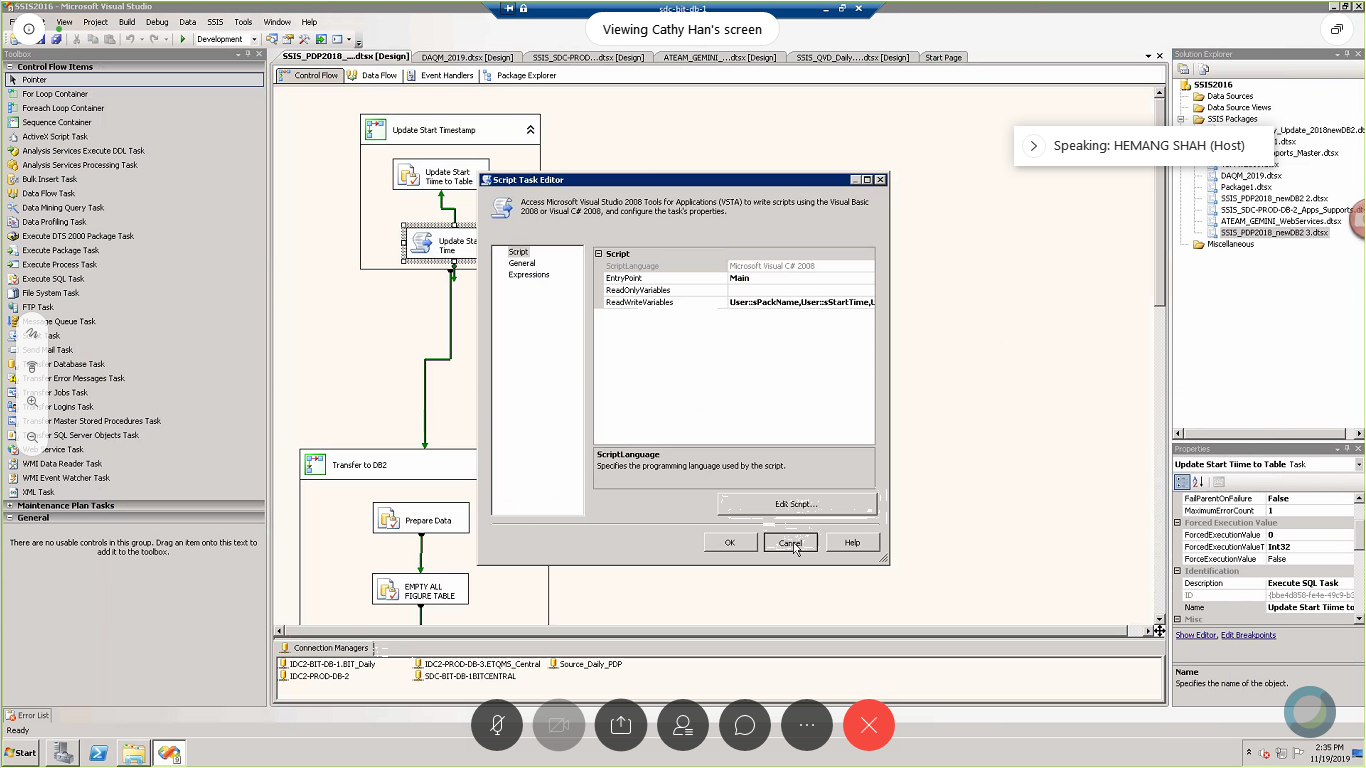 SSIS2016 - Microsoft Visual Studio
sdc-bit-db-1
View Project Build Debug Data SSIS Tools Window Help
Viewing Cathy Han's screen
Development
Toolbox
Control Flow Items
Pointer
For Loop Container
Foreach Loop Container
Sequence Container
ActiveX Script Task
Analysis Services Execute DDL Task
Analysis Services Processing Task
Bulk Insert Task
Data Flow Task
Data Mining Query Task
Data Profiling Task
Execute DTS 2000 Package Task
Execute Package Task
Execute Process Task
Execute SQL Task
File System Task
FTP Task
Message Queue Task
Task
Send Mail Task
Transfer Database Task
Transfer Error Messages Task
Transfer Jobs Task
Transfer Logins Task
Transfer Master Stored Procedures Task
Transfer SQL Server Objects Task
Web Service Task
WMI Data Reader Task
WMI Event Watcher Task
XML Task
Maintenance Plan Tasks
General
There are no usable controls in this group. Drag an item onto this text to
add it to the toolbox.
Error List
Ready
SSIS_PDP2018_....dtsx [Design]
DAQM_2019.dtsx [Design]
SSIS_SDC-PROD...dtsx [Design]
ATEAM_GEMINI_...dtsx [Design]
SSIS_QVD_Daily....dtsx [Design]
Start Page
Control Flow
Data Flow
Event Handlers
Package Explorer
Update Start Timestamp
Update Start
Tiime to Table
Update Sta
Time
Transfer to DB2
Prepare Data
EMPTY ALL
FIGURE TABLE
Script Task Editor
Access Microsoft Visual Studio 2008 Tools for Applications (VSTA) to write scripts using the Visual Basic
2008 or Visual C# 2008, and configure the task's properties.
Script
General
Expressions
Script
ScriptLanguage Microsoft Visual C# 2008
EntryPoint Main
ReadOnlyVariables
ReadWriteVariables User::sPackName,User::sStartTime,U
ScriptLanguage
Specifies the programming language used by the script.
Edit Script...
OK
Cancel
Help
Connection Managers
IDC2-BIT-DB-1.BIT_Daily
IDC2-PROD-DB-3.ETQMS_Central
Source_Daily_PDP
IDC2-PROD-DB-2
SDC-BIT-DB-1BITCENTRAL
Solution Explorer
SSIS2016
Data Sources
Data Source Views
SSIS Packages
y_Update_2018newDB2.dt
1.dtsx
Speaking: HEMANG SHAH (Host)
pports_Master.dtsx
DAQM_2019.dtsx
Package1.dtsx
SSIS_PDP2018_newDB2 2.dtsx
SSIS_SDC-PROD-DB-2_Apps_Supports.d
ATEAM_GEMINI_WebServices.dtsx
SSIS_PDP2018_newDB2 3.dtsx
Miscellaneous
Properties
Update Start Tiime to Table Task
FailParentOnFailure False
MaximumErrorCount 1
Forced Execution Value
ForcedExecutionValue 0
ForcedExecutionValueT Int32
ForceExecutionValue False
Identification
Description Execute SQL Task
ID {bbe4d858-fe4e-49c9-b3
Name Update Start Tiime to
Misc
Show Editor, Edit Breakpoints
Name
Specifies the name of the object.
Start
2:35 PM
11/19/2019